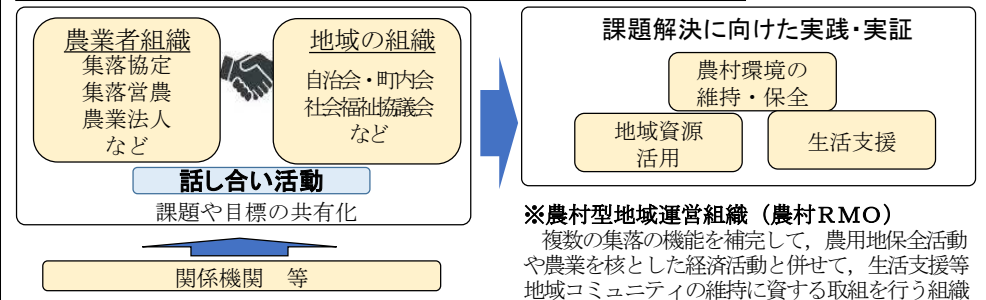 農業者組織
集落協定
集落営農
農業法人
など
地域の組織
自治会・町内会
社会福祉協議会
など
話し合い活動
課題や目標の共有化
関係機関　等
課題解決に向けた実践・実証
農村環境の
維持・保全
地域資源
活用
生活支援
※農村型地域運営組織（農村ＲＭＯ）
　複数の集落の機能を補完して，農用地保全活動
や農業を核とした経済活動と併せて，生活支援等
地域コミュニティの維持に資する取組を行う組織